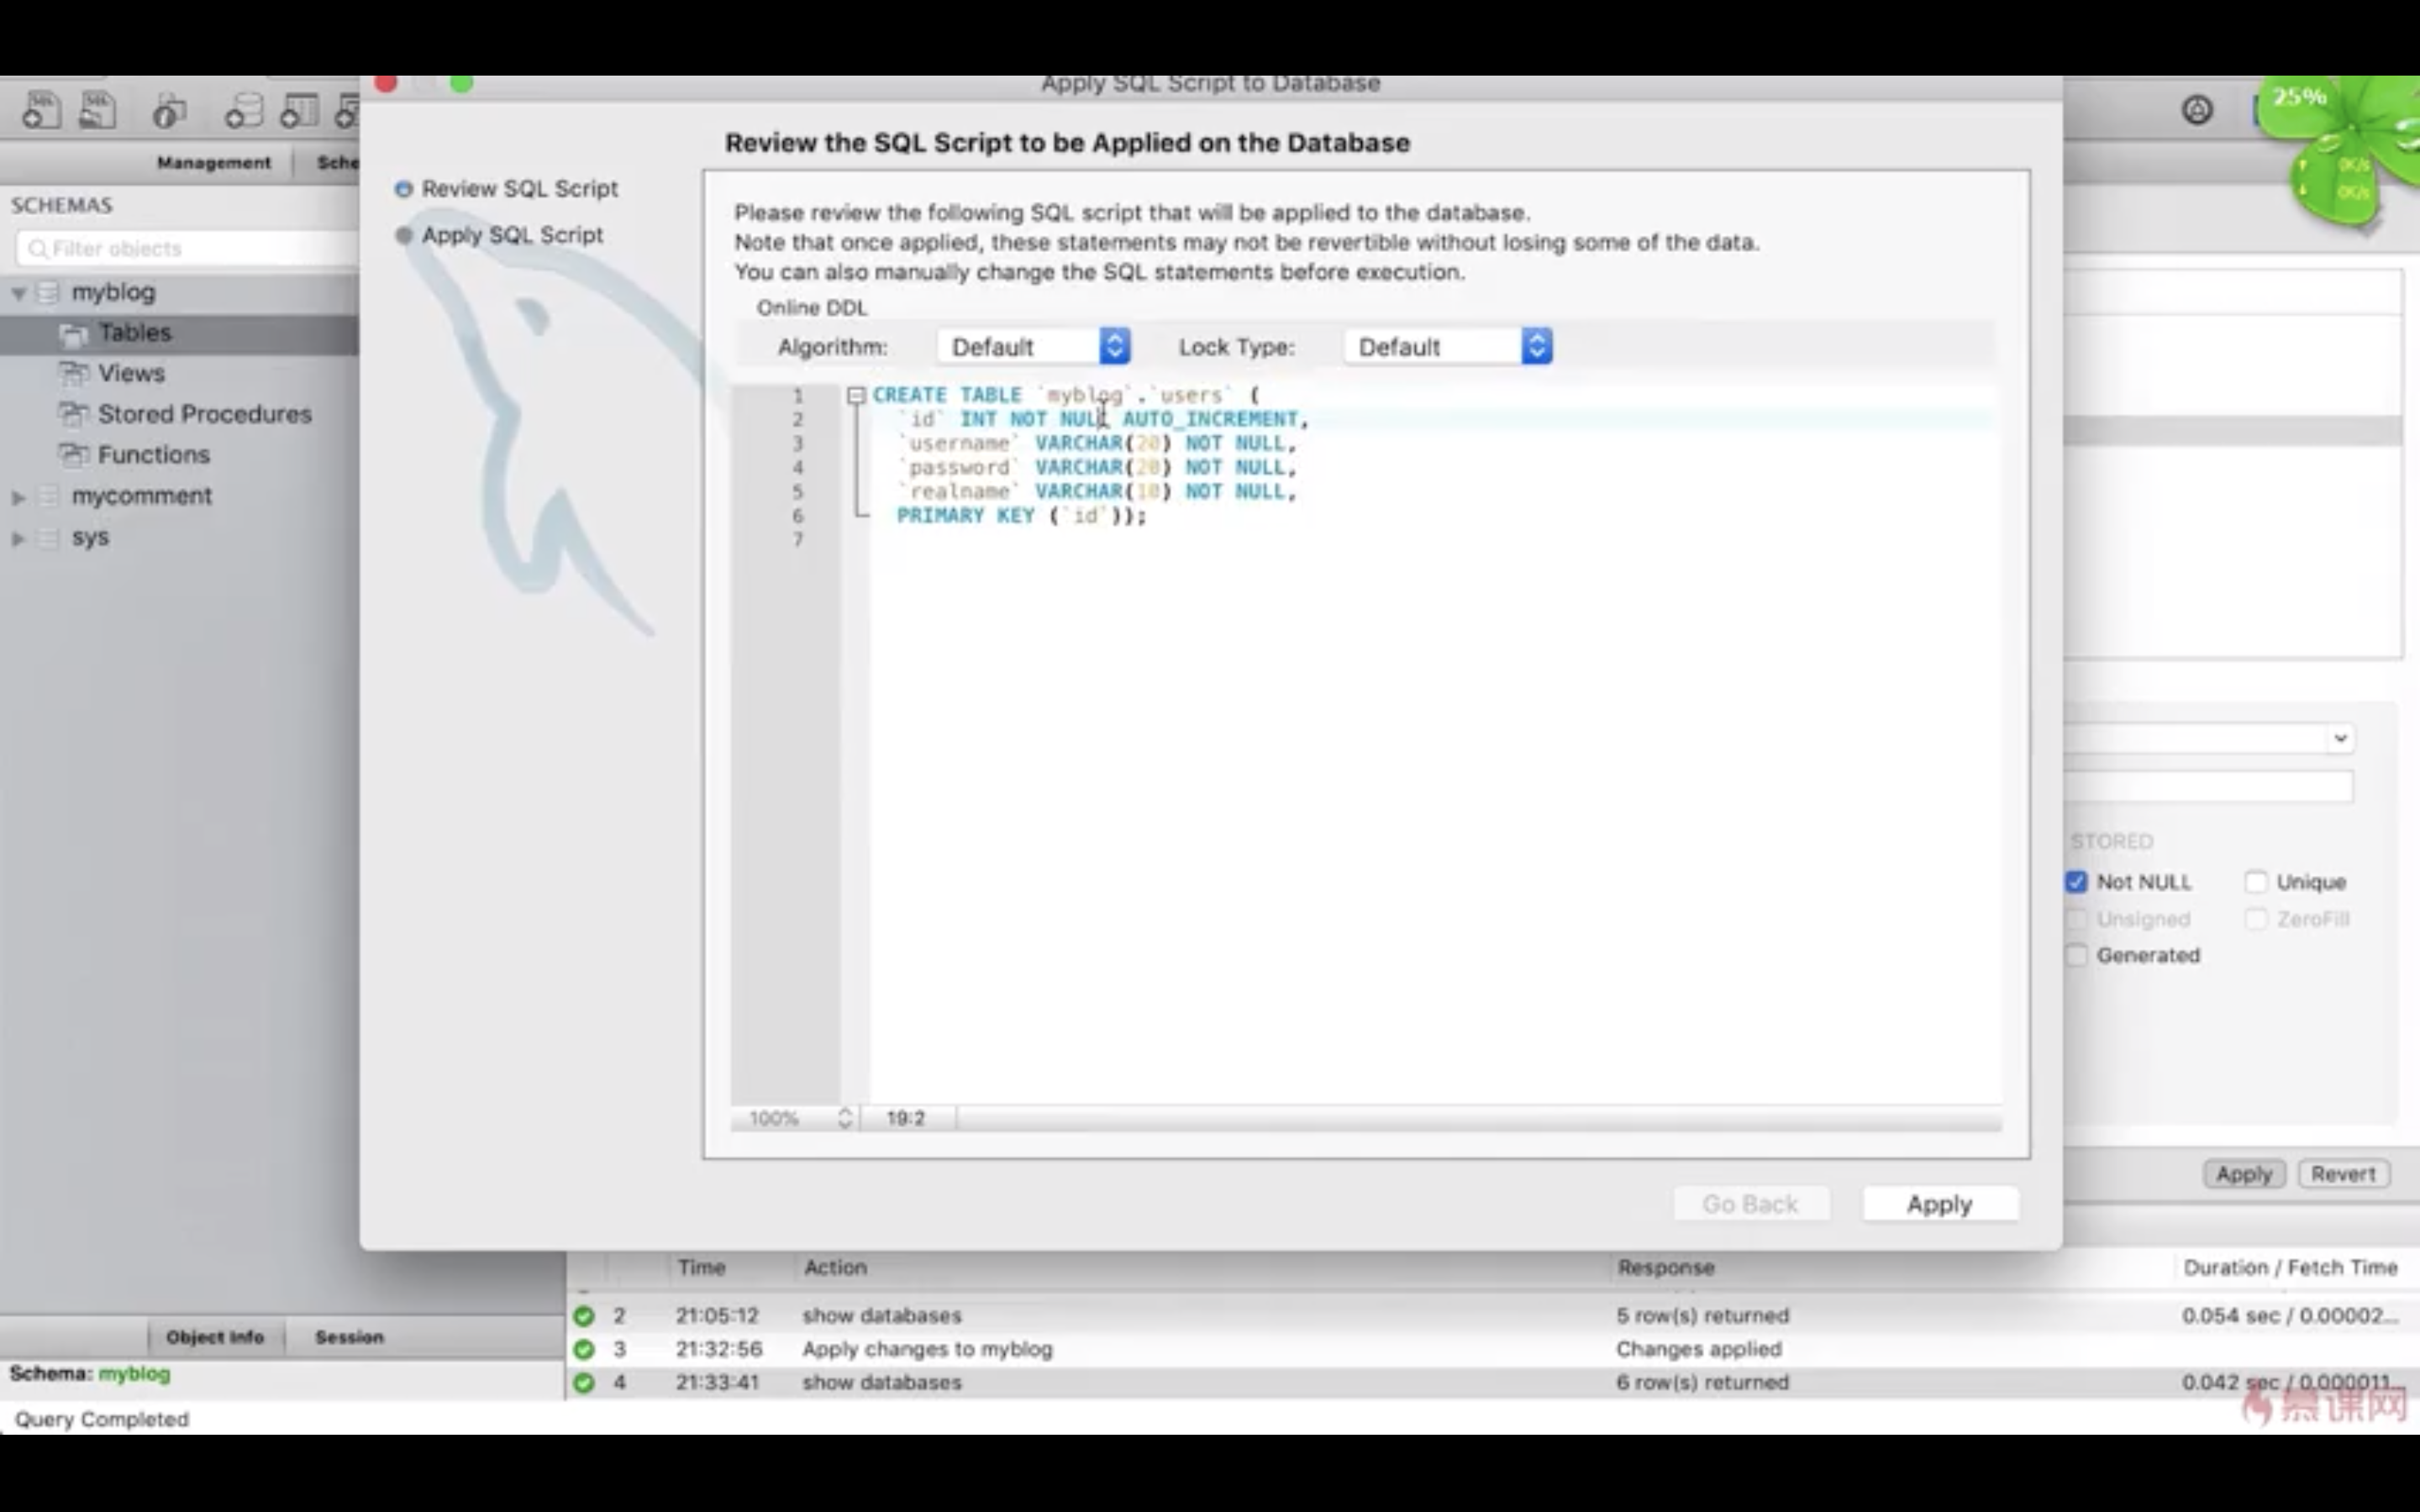 Apply SQL Script to Database
25%
Review the SQL Script to be Applied on the Database
Management
Sche
0K/s
0K/s
Review SQL Script
Apply SQL Script
SCHEMAS
Filter objects
myblog
Tables
Views
Stored Procedures
Functions
mycomment
sys
Please review the following SQL script that will be applied to the database.
Note that once applied, these statements may not be revertible without losing some of the data.
You can also manually change the SQL statements before execution.
Online DDL
Algorithm: Default Lock Type: Default
1 CREATE TABLE `myblog`.`users` (
2 `id` INT NOT NULL AUTO_INCREMENT,
3 `username` VARCHAR(20) NOT NULL,
4 `password` VARCHAR(20) NOT NULL,
5 `realname` VARCHAR(10) NOT NULL,
6 PRIMARY KEY (`id`));
7
100% 19:2
STORED
Not NULL Unique
Unsigned ZeroFill
Generated
Apply Revert
Go Back Apply
Time Action Response Duration / Fetch Time
2 21:05:12 show databases 5 row(s) returned 0.054 sec / 0.00002...
3 21:32:56 Apply changes to myblog Changes applied
4 21:33:41 show databases 6 row(s) returned 0.042 sec / 0.000011...
Object Info Session
Schema: myblog
Query Completed
慕课网